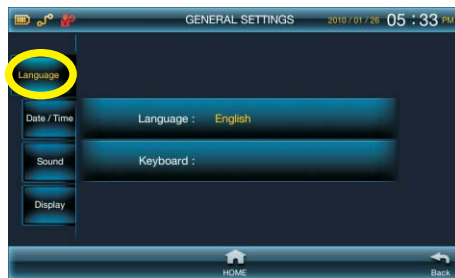 GENERAL SETTINGS 2010 / 01 / 26 05 : 33 PM
Language
Date / Time
Language : English
Sound
Keyboard :
Display
HOME
Back